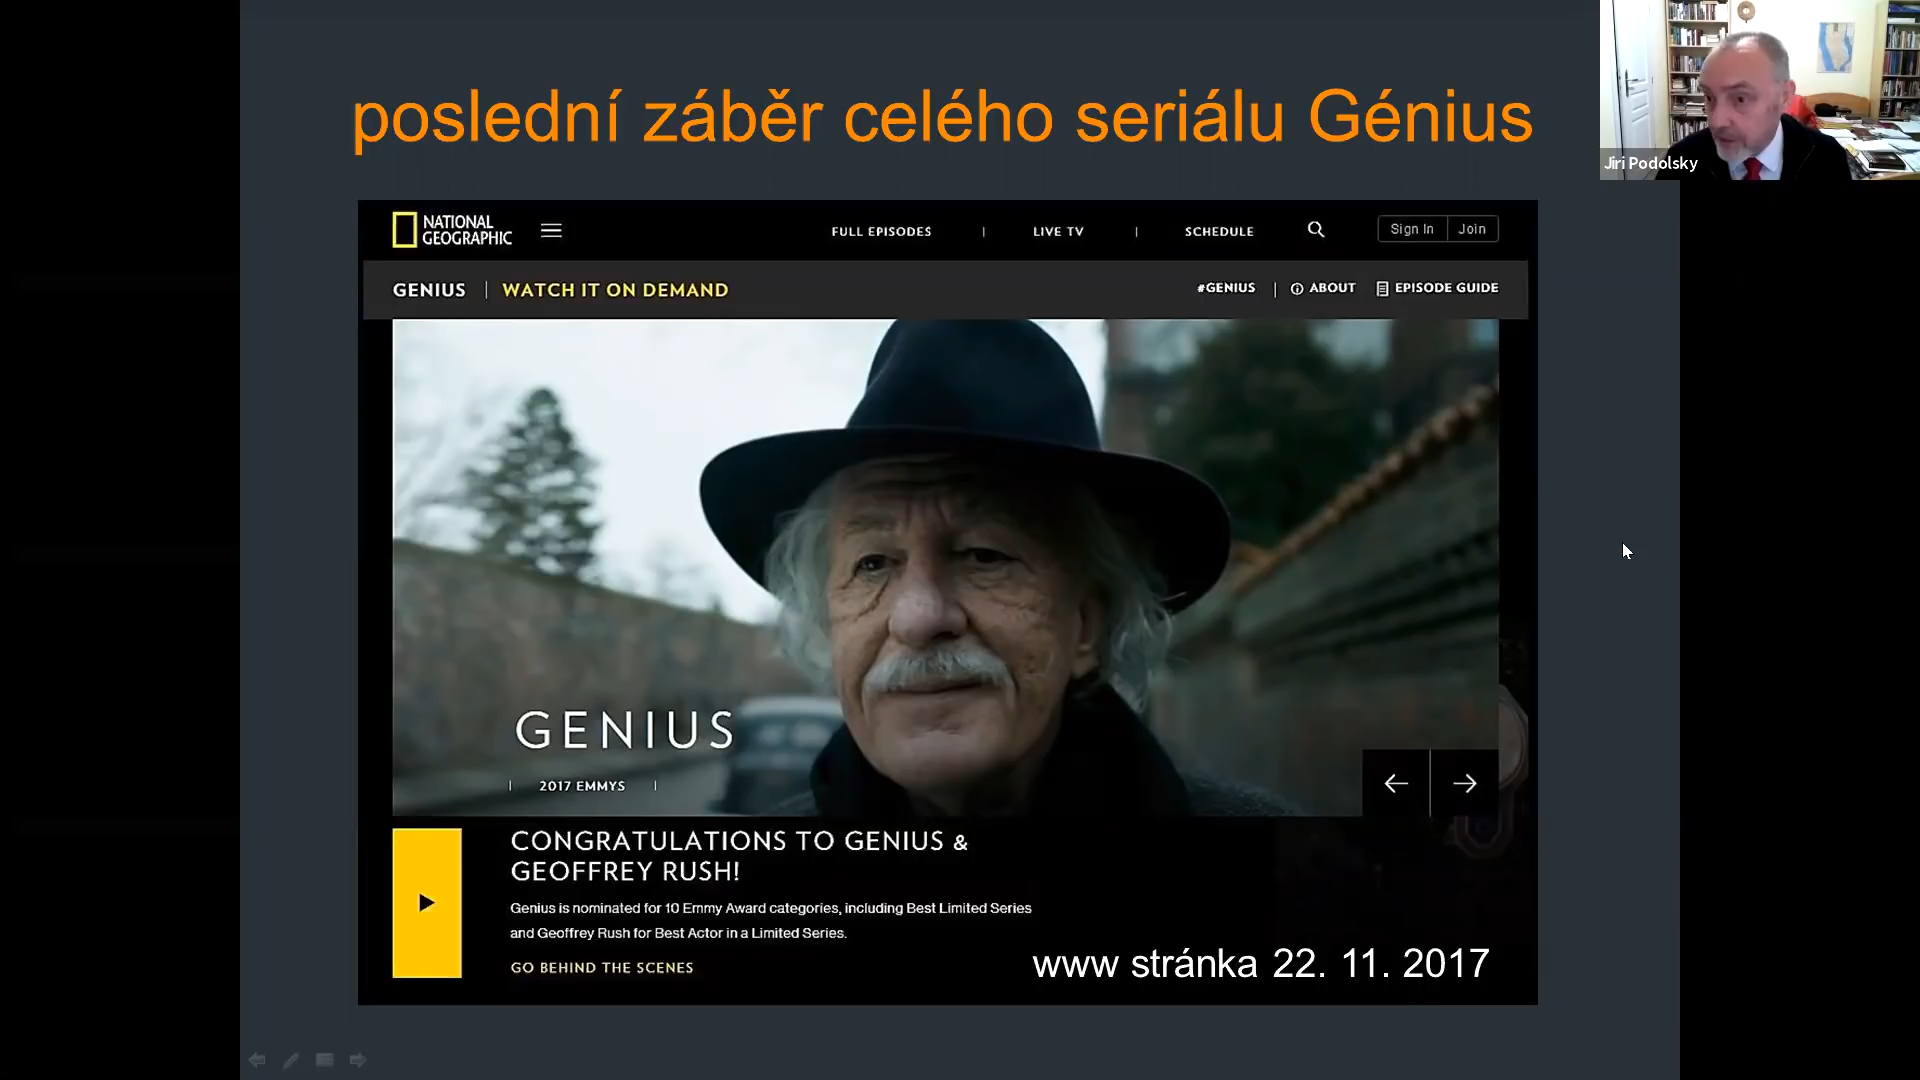 poslední záběr celého seriálu Génius
Jiri Podolsky
NATIONAL
GEOGRAPHIC
FULL EPISODES | LIVE TV | SCHEDULE
Sign In | Join
GENIUS | WATCH IT ON DEMAND
#GENIUS | ABOUT EPISODE GUIDE
GENIUS
| 2017 EMMYS |
CONGRATULATIONS TO GENIUS &
GEOFFREY RUSH!
Genius is nominated for 10 Emmy Award categories, including Best Limited Series
and Geoffrey Rush for Best Actor in a Limited Series.
GO BEHIND THE SCENES
www stránka 22. 11. 2017